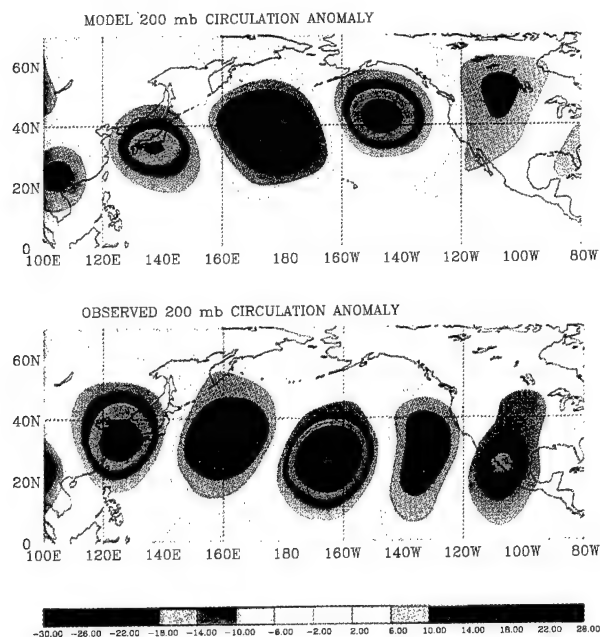 MODEL 200 mb CIRCULATION ANOMALY
60N
40N
20N
0
100E 120E 140E 160E 180 160W 140W 120W 100W 80W
OBSERVED 200 mb CIRCULATION ANOMALY
60N
40N
20N
0
100E 120E 140E 160E 180 160W 140W 120W 100W 80W
-30.00 -26.00 -22.00 -18.00 -14.00 -10.00 -6.00 -2.00 2.00 6.00 10.00 14.00 18.00 22.00 26.00